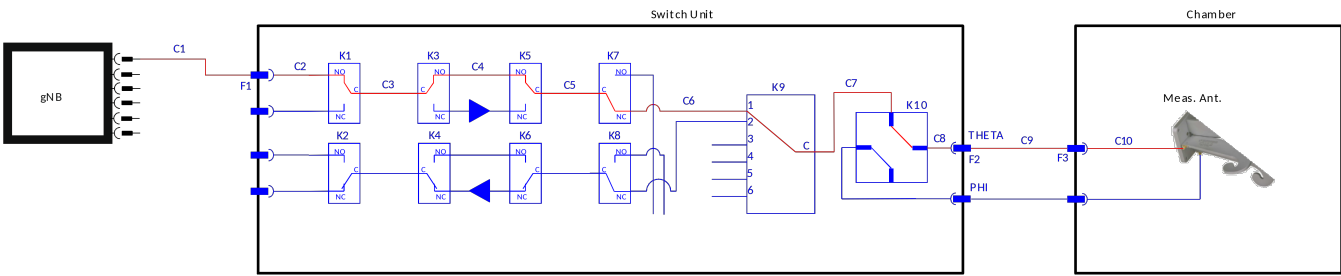 Switch Unit
Chamber
gNB
C1
F1
C2
K1
NO
C
NC
C3
K3
NO
C
NC
C4
K5
NO
C
NC
C5
K7
NO
C
NC
C6
K2
NO
C
NC
K4
NO
C
NC
K6
NO
C
NC
K8
NO
C
NC
K9
1
2
3
4
5
6
C
C7
K10
C8
THETA
F2
PHI
C9
F3
C10
Meas. Ant.